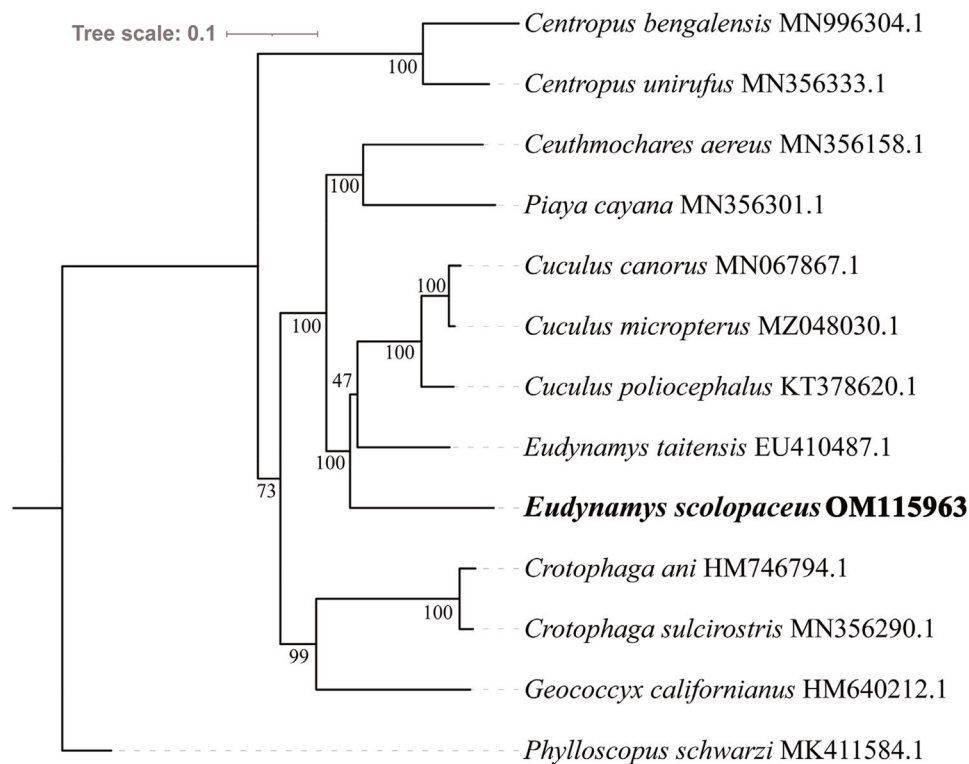 Tree scale: 0.1
Centropus bengalensis MN996304.1
100
Centropus unirufus MN356333.1
Ceuthmochares aereus MN356158.1
100
Piaya cayana MN356301.1
Cuculus canorus MN067867.1
100
Cuculus micropterus MZ048030.1
100
100
47
Cuculus poliocephalus KT378620.1
Eudynamys taitensis EU410487.1
100
73
Eudynamys scolopaceus OM115963
Crotophaga ani HM746794.1
100
Crotophaga sulcirostris MN356290.1
99
Geococcyx californianus HM640212.1
Phylloscopus schwarzi MK411584.1